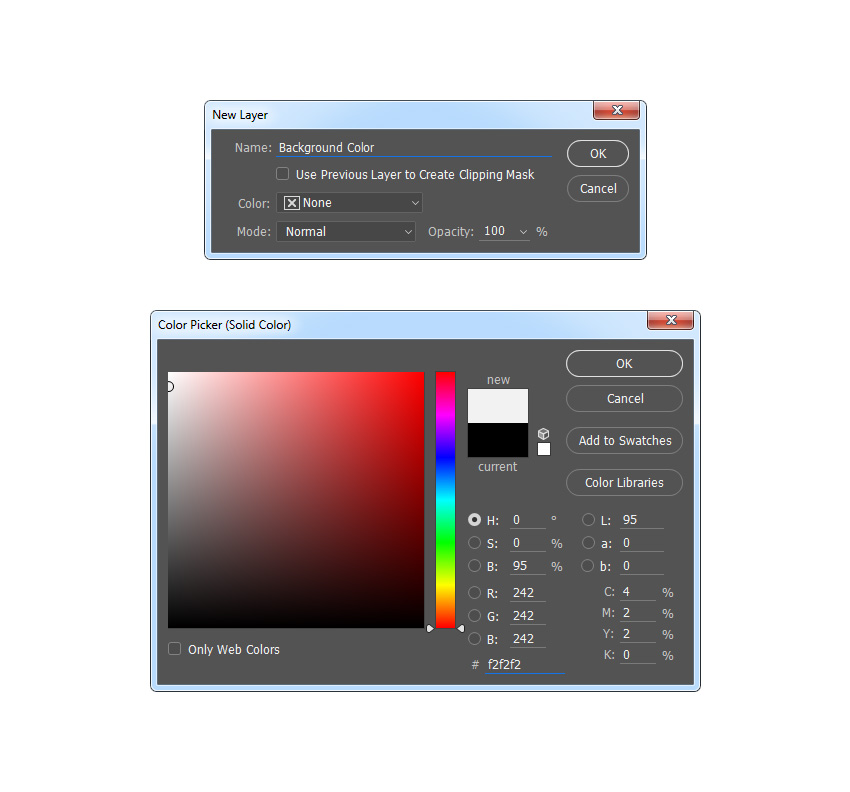 New Layer
Name: Background Color
OK
Use Previous Layer to Create Clipping Mask
Cancel
Color: None
Mode: Normal Opacity: 100 %
Color Picker (Solid Color)
OK
new
Cancel
Add to Swatches
current
Color Libraries
H: 0 ° L: 95
S: 0 % a: 0
B: 95 % b: 0
R: 242 C: 4 %
G: 242 M: 2 %
B: 242 Y: 2 %
K: 0 %
Only Web Colors
# f2f2f2